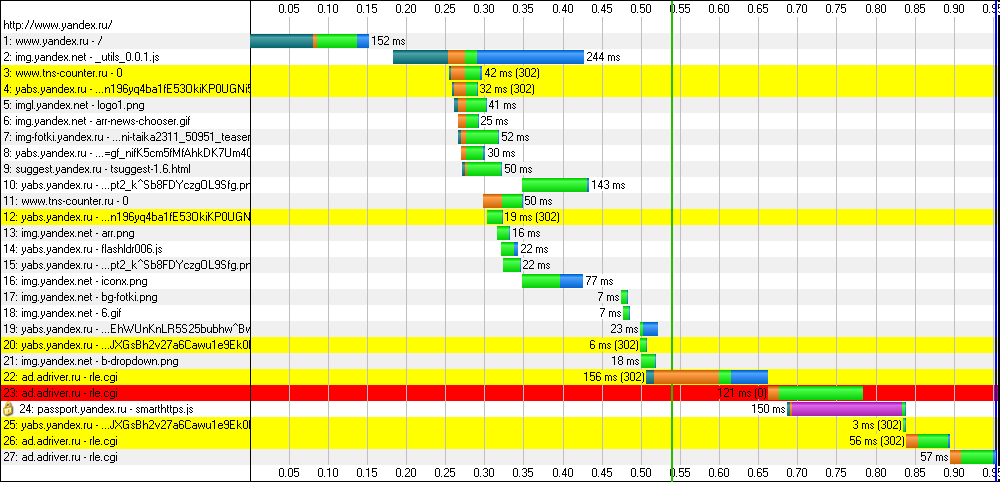 0.05 0.10 0.15 0.20 0.25 0.30 0.35 0.40 0.45 0.50 0.55 0.60 0.65 0.70 0.75 0.80 0.85 0.90
http://www.yandex.ru/
1: www.yandex.ru - / 152 ms
2: img.yandex.net - _utils_0.0.1.js 244 ms
3: www.tns-counter.ru - 0 42 ms (302)
4: yabs.yandex.ru - 32 ms (302)
5: imgl.yandex.net - logo1.png 41 ms
6: img.yandex.net - arr-news-chooser.gif 25 ms
7: img-fotki.yandex.ru - ...ni-taika2311_50951_teaser 52 ms
8: yabs.yandex.ru - ...=gf_nifK5cm5fMfAhkDK7Um4 30 ms
9: suggest.yandex.ru - tsuggest-1.6.html 50 ms
10: yabs.yandex.ru - ...pt2_k^Sb8FDYczgOL9Sfg.pr 143 ms
11: www.tns-counter.ru - 0 50 ms
12: yabs.yandex.ru - 19 ms (302)
13: img.yandex.net - arr.png 16 ms
14: yabs.yandex.ru - flashldr006.js 22 ms
15: yabs.yandex.ru - ...pt2_k^Sb8FDYczgOL9Sfg.pr 22 ms
16: img.yandex.net - iconx.png 77 ms
17: img.yandex.net - bg-fotki.png 7 ms
18: img.yandex.net - 6.gif 7 ms
19: yabs.yandex.ru - ...EhWUnKnLR5S25bubhw^Bv 23 ms
20: yabs.yandex.ru - ...JXGsBh2v27a6Cawu1e9Ek0 6 ms (302)
21: img.yandex.net - b-dropdown.png 18 ms
22: ad.adriver.ru - rle.cgi 156 ms (302)
23: ad.adriver.ru - rle.cgi 121 ms (0)
24: passport.yandex.ru - smarthttps.js 150 ms
25: yabs.yandex.ru - ...JXGsBh2v27a6Cawu1e9Ek0 3 ms (302)
26: ad.adriver.ru - rle.cgi 56 ms (302)
27: ad.adriver.ru - rle.cgi 57 ms
0.05 0.10 0.15 0.20 0.25 0.30 0.35 0.40 0.45 0.50 0.55 0.60 0.65 0.70 0.75 0.80 0.85 0.90